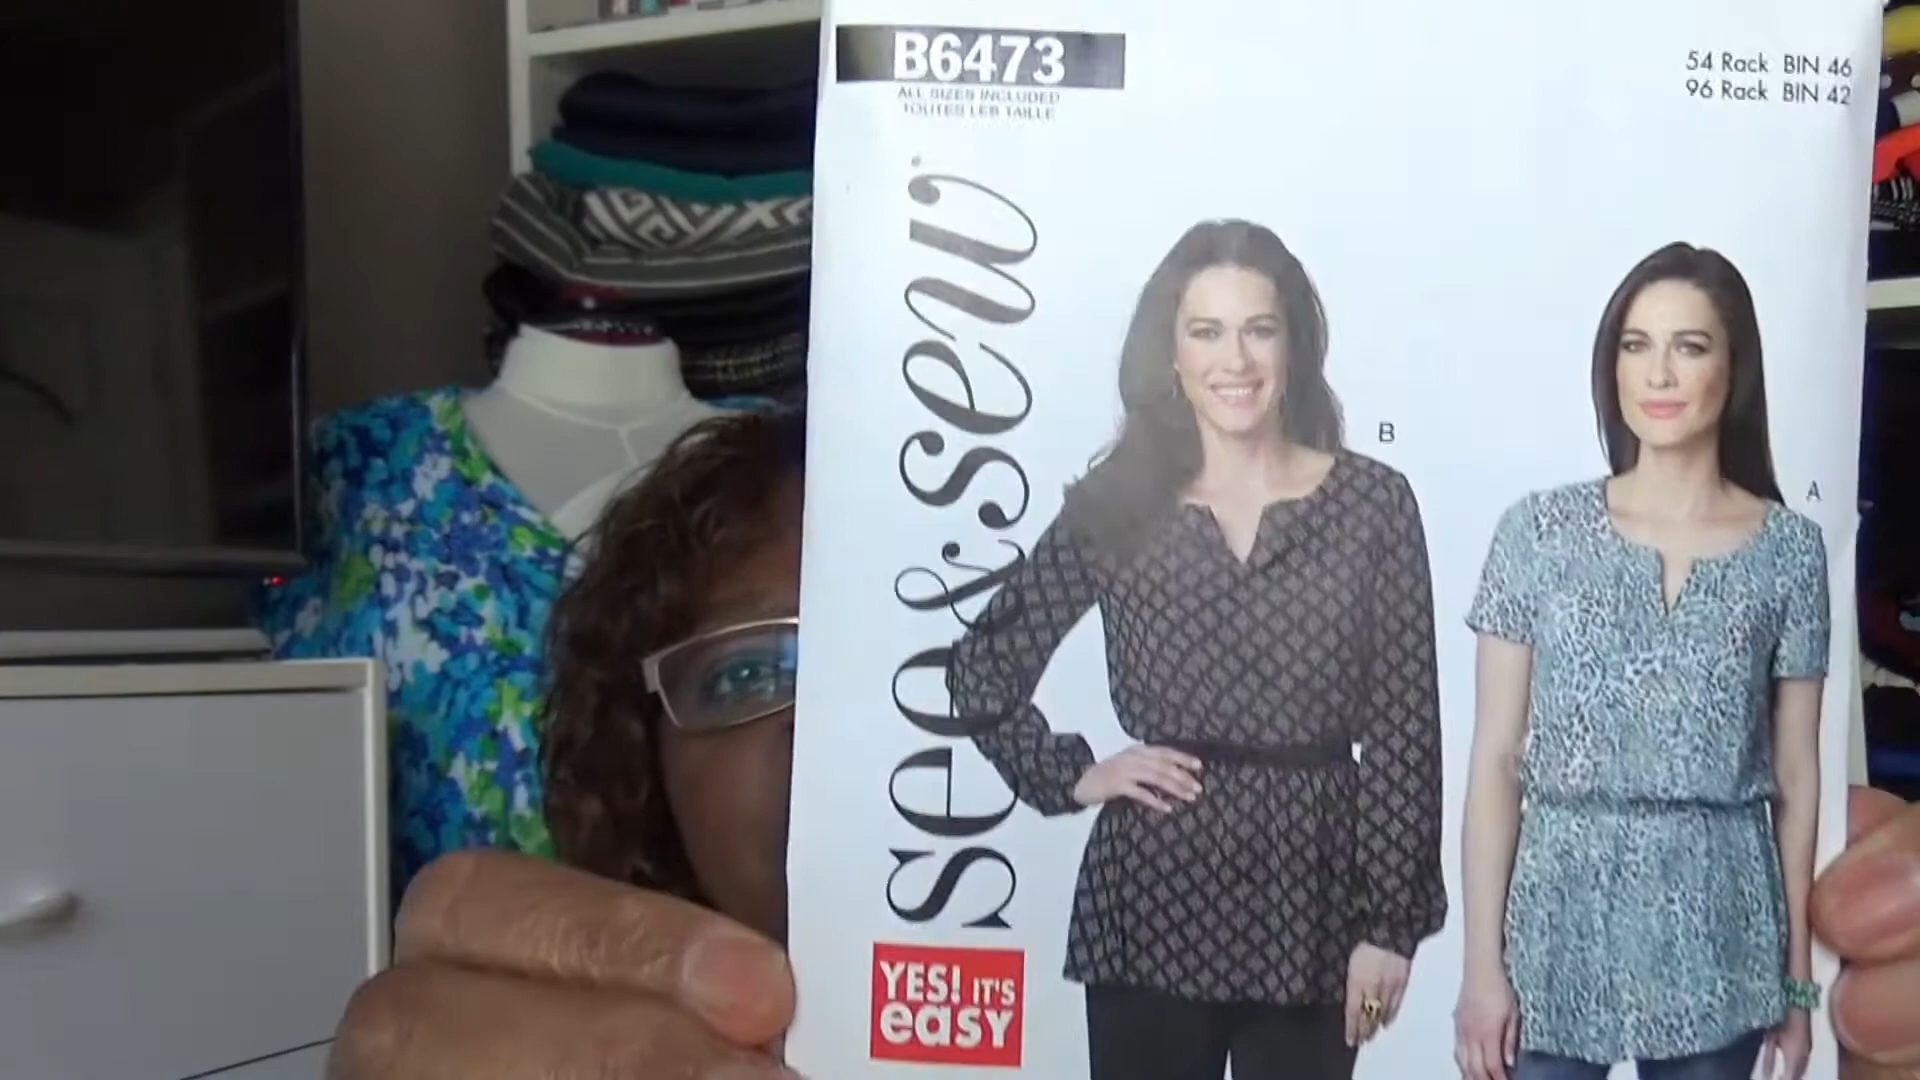 B6473
ALL SIZES INCLUDED
TOUTES LES TAILLE
54 Rack BIN 46
96 Rack BIN 42
see&sew
B
A
YES! IT'S
easy